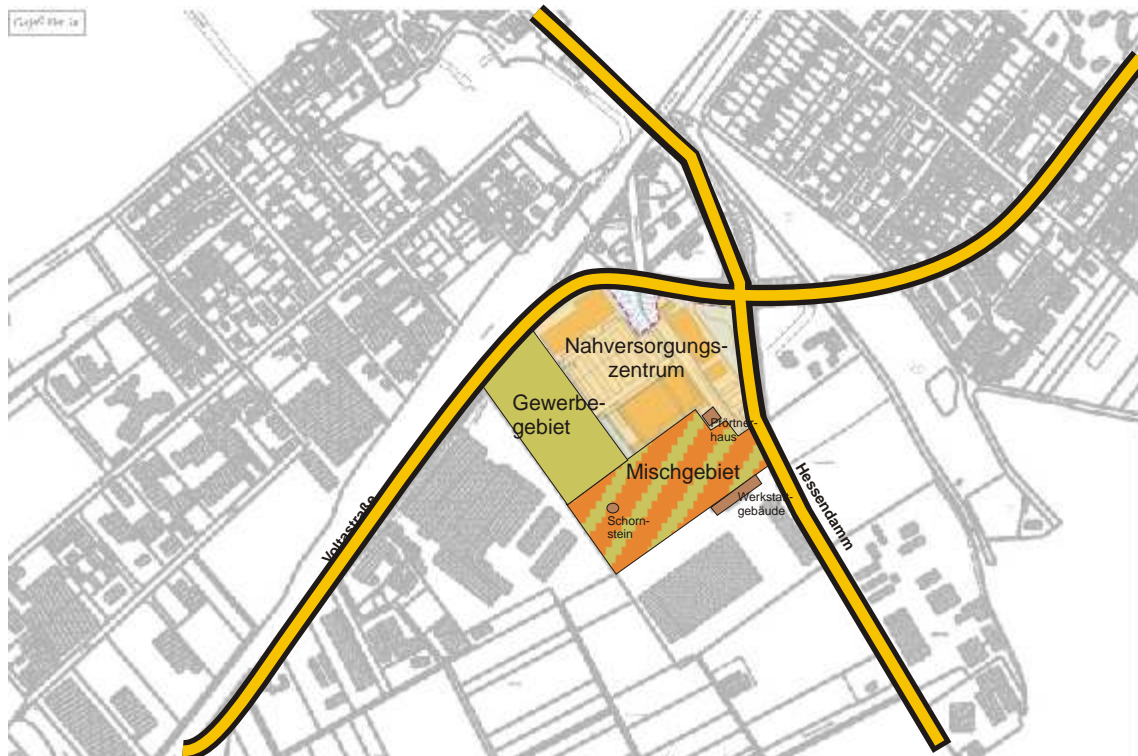 Nahversorgungs-
zentrum
Gewerbe-
gebiet
Pförtner-
haus
Mischgebiet
Werkstatt-
gebäude
Schorn-
stein
Voltastraße
Hessendamm